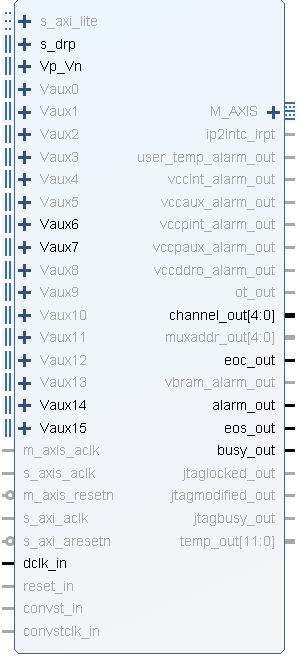 s_axi_lite
s_drp
Vp_Vn
Vaux0
Vaux1
Vaux2
Vaux3
Vaux4
Vaux5
Vaux6
Vaux7
Vaux8
Vaux9
Vaux10
Vaux11
Vaux12
Vaux13
Vaux14
Vaux15
m_axis_aclk
s_axis_aclk
m_axis_resetn
s_axi_aclk
s_axi_aresetn
dclk_in
reset_in
convst_in
convstclk_in
M_AXIS
ip2intc_irpt
user_temp_alarm_out
vccint_alarm_out
vccaux_alarm_out
vccpint_alarm_out
vccpaux_alarm_out
vccddro_alarm_out
ot_out
channel_out[4:0]
muxaddr_out[4:0]
eoc_out
vbram_alarm_out
alarm_out
eos_out
busy_out
jtaglocked_out
jtagmodified_out
jtagbusy_out
temp_out[11:0]